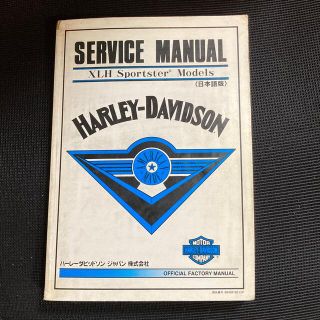 SERVICE MANUAL
XLH Sportster® Models
(日本語版)
HARLEY-DAVIDSON
MOTOR
HARLEY-DAVIDSON
COMPANY
ハーレーダビッドソン ジャパン 株式会社
OFFICIAL FACTORY MANUAL